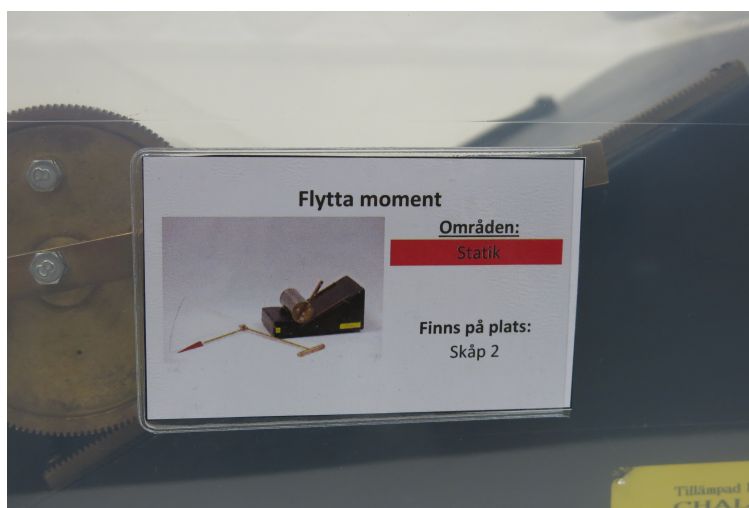 Flytta moment
Områden:
Statik
Finns på plats:
Skåp 2
Tillämpad